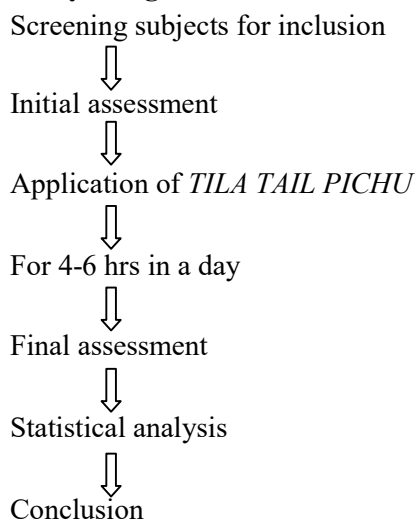 Screening subjects for inclusion
Initial assessment
Application of TILA TAIL PICHU
For 4-6 hrs in a day
Final assessment
Statistical analysis
Conclusion